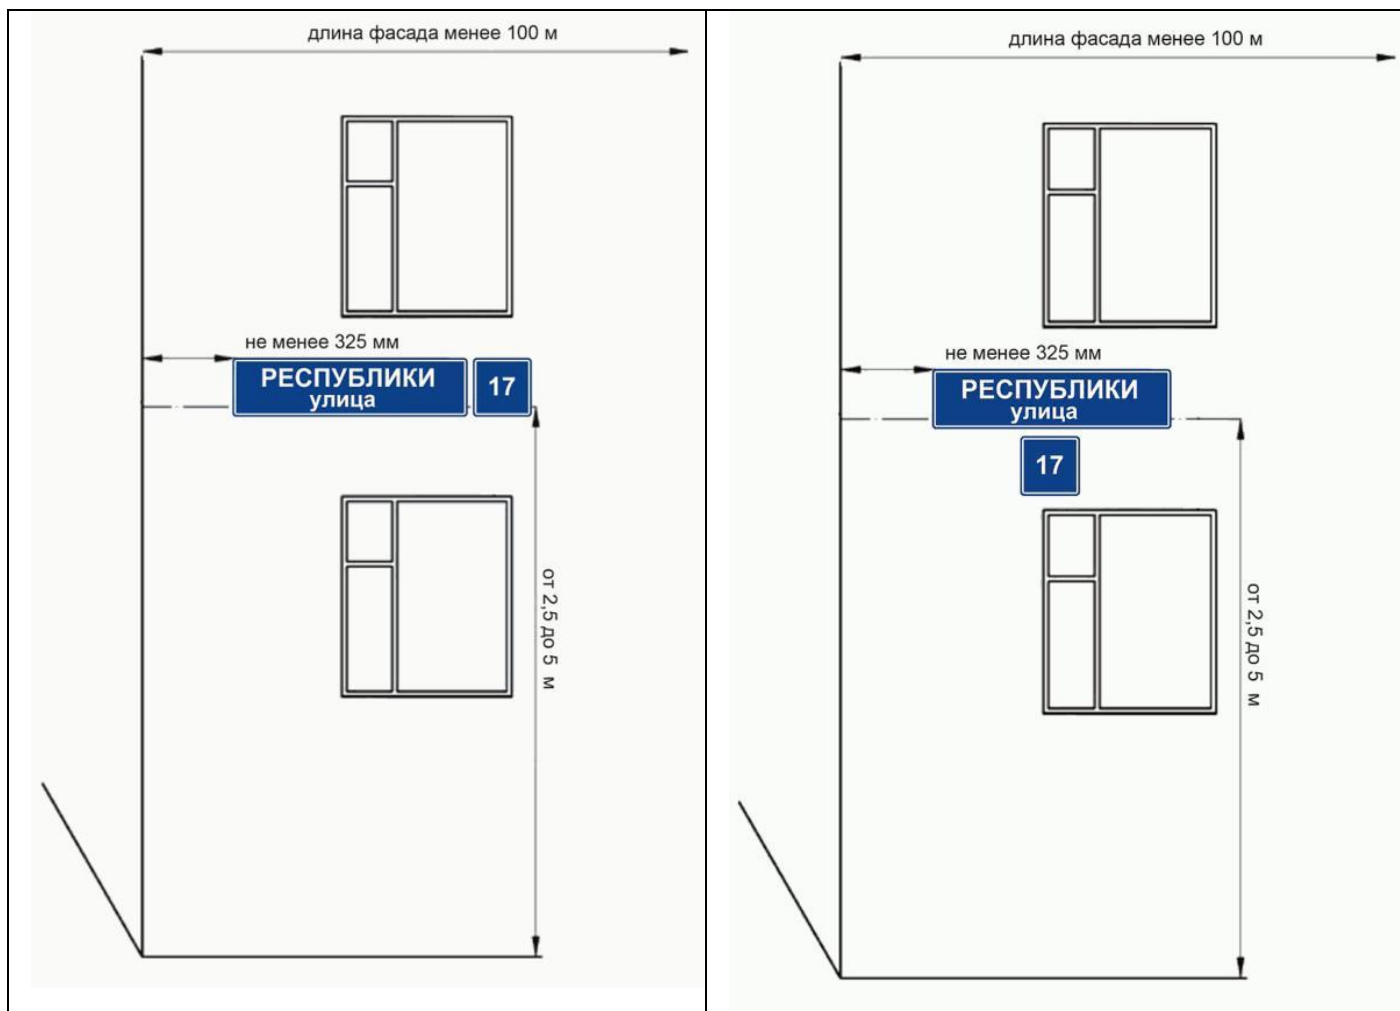 длина фасада менее 100 м
не менее 325 мм
РЕСПУБЛИКИ
улица
17
от 2,5 до 5 м
длина фасада менее 100 м
не менее 325 мм
РЕСПУБЛИКИ
улица
17
от 2,5 до 5 м